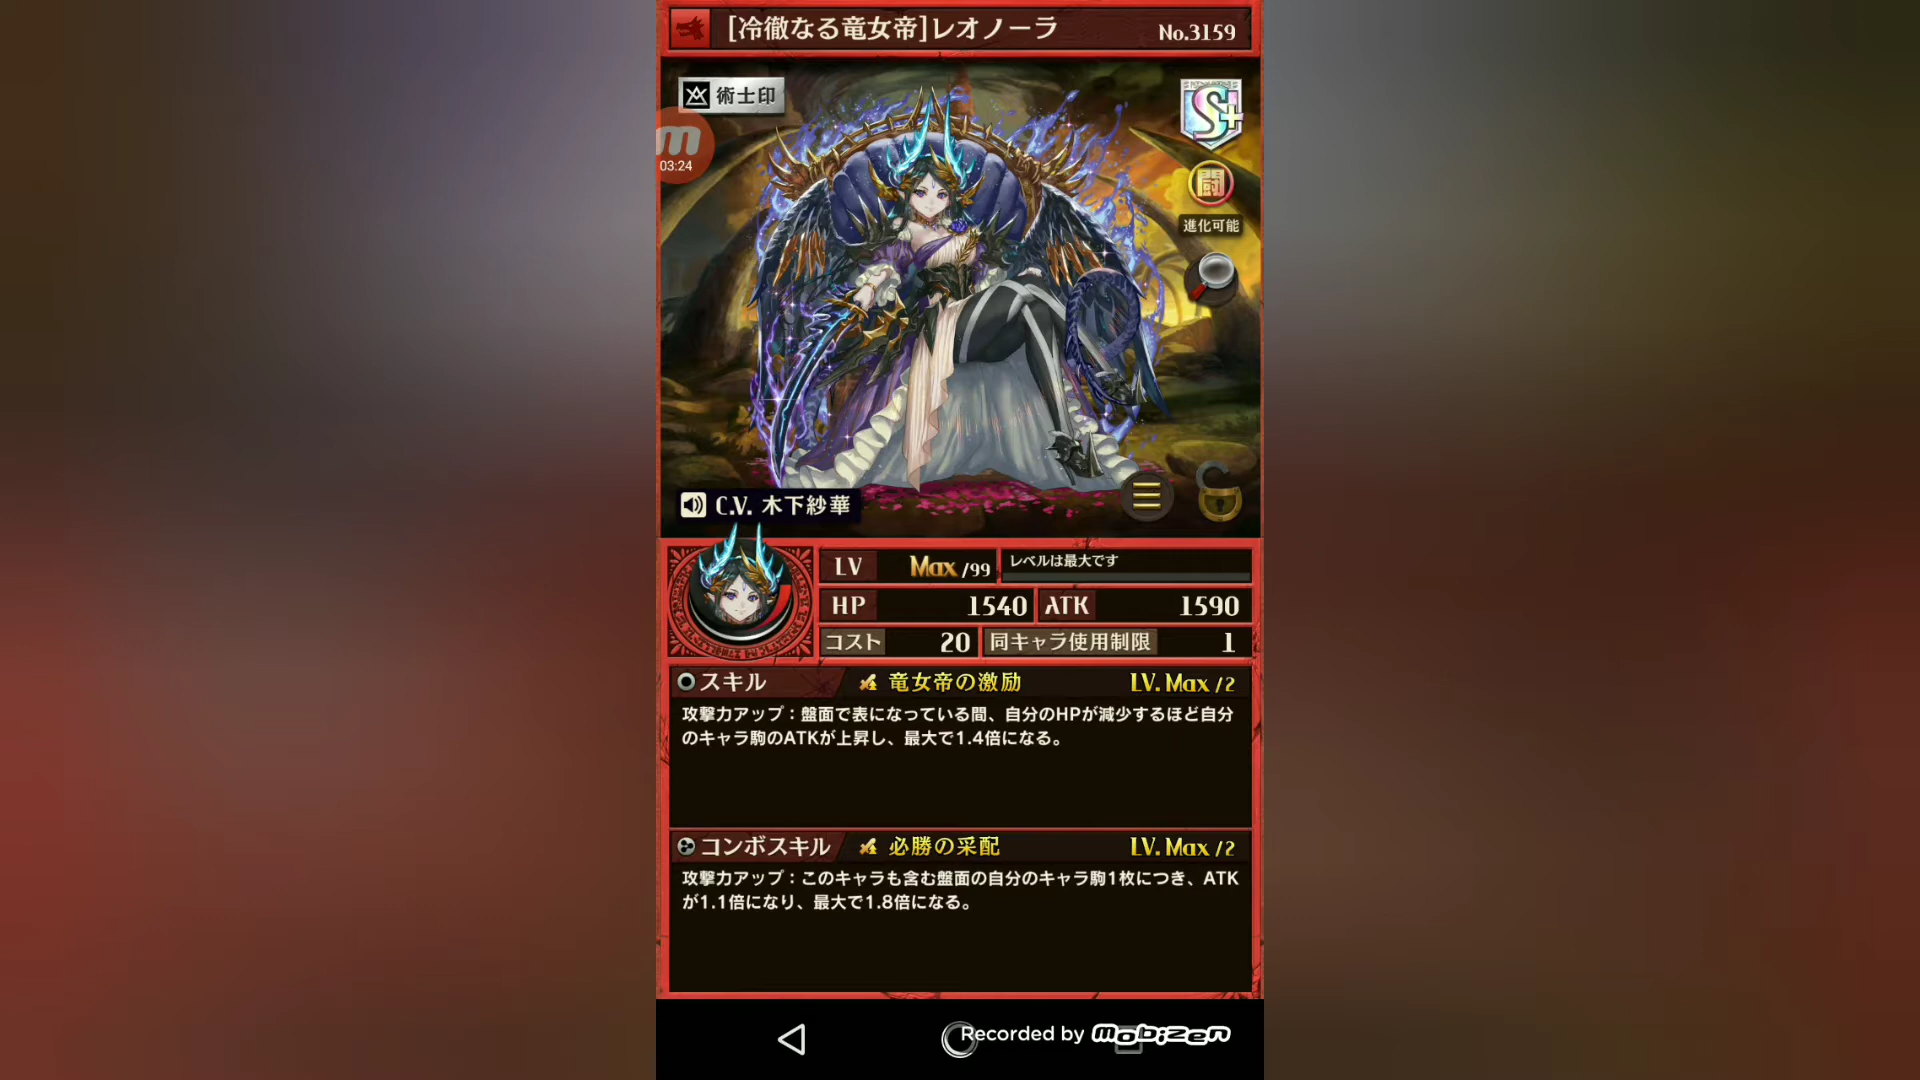 [冷徹なる竜女帝]レオノーラ No.3159
術士印
S+
闘
03:24
進化可能
C.V. 木下紗華
LV Max /99 レベルは最大です
HP 1540 ATK 1590
コスト 20 同キャラ使用制限 1
スキル 竜女帝の激励 LV. Max /2
攻撃力アップ：盤面で表になっている間、自分のHPが減少するほど自分
のキャラ駒のATKが上昇し、最大で1.4倍になる。
コンボスキル 必勝の采配 LV. Max /2
攻撃力アップ：このキャラも含む盤面の自分のキャラ駒1枚につき、ATK
が1.1倍になり、最大で1.8倍になる。
Recorded by mobizen